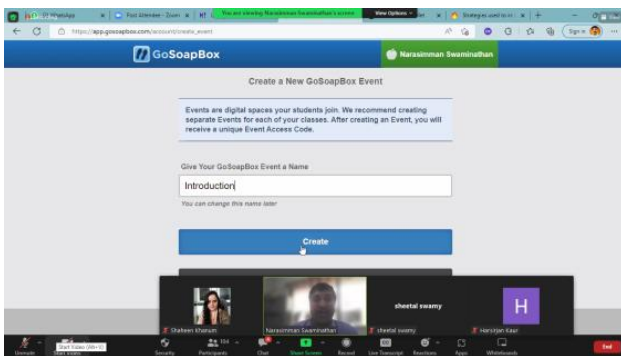 WhatsApp
Post Attendee - Zoom
You are viewing Narasimman Swaminathan's screen
View Options
Strategies used to
https://app.gosoapbox.com/account/create_event
Sign in
GoSoapBox
Narasimman Swaminathan
Create a New GoSoapBox Event
Events are digital spaces your students join. We recommend creating
separate Events for each of your classes. After creating an Event, you will
receive a unique Event Access Code.
Give Your GoSoapBox Event a Name
Introduction
You can change this name later
Create
sheetal swamy
H
Shaheen Khanum
Narasimman Swaminathan
sheetal swamy
Harsirjan Kaur
Start Video (Alt+V)
104
Unmute
Start Video
Security
Participants
Chat
Share Screen
Record
Live Transcript
Reactions
Apps
Whiteboards
End